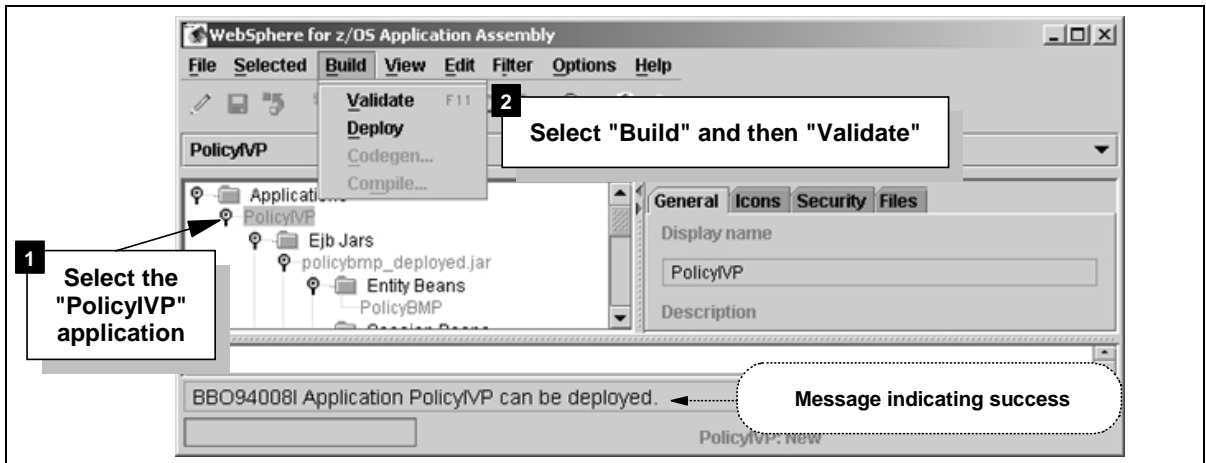 WebSphere for z/OS Application Assembly
File Selected Build View Edit Filter Options Help
Validate F11
Deploy
Codegen...
Compile...
2
Select "Build" and then "Validate"
PolicyIVP
Applications
PolicyIVP
Ejb Jars
policybmp_deployed.jar
Entity Beans
PolicyBMP
Session Beans
General Icons Security Files
Display name
PolicyIVP
Description
1
Select the
"PolicyIVP"
application
BBO94008I Application PolicyIVP can be deployed.
Message indicating success
PolicyIVP: New